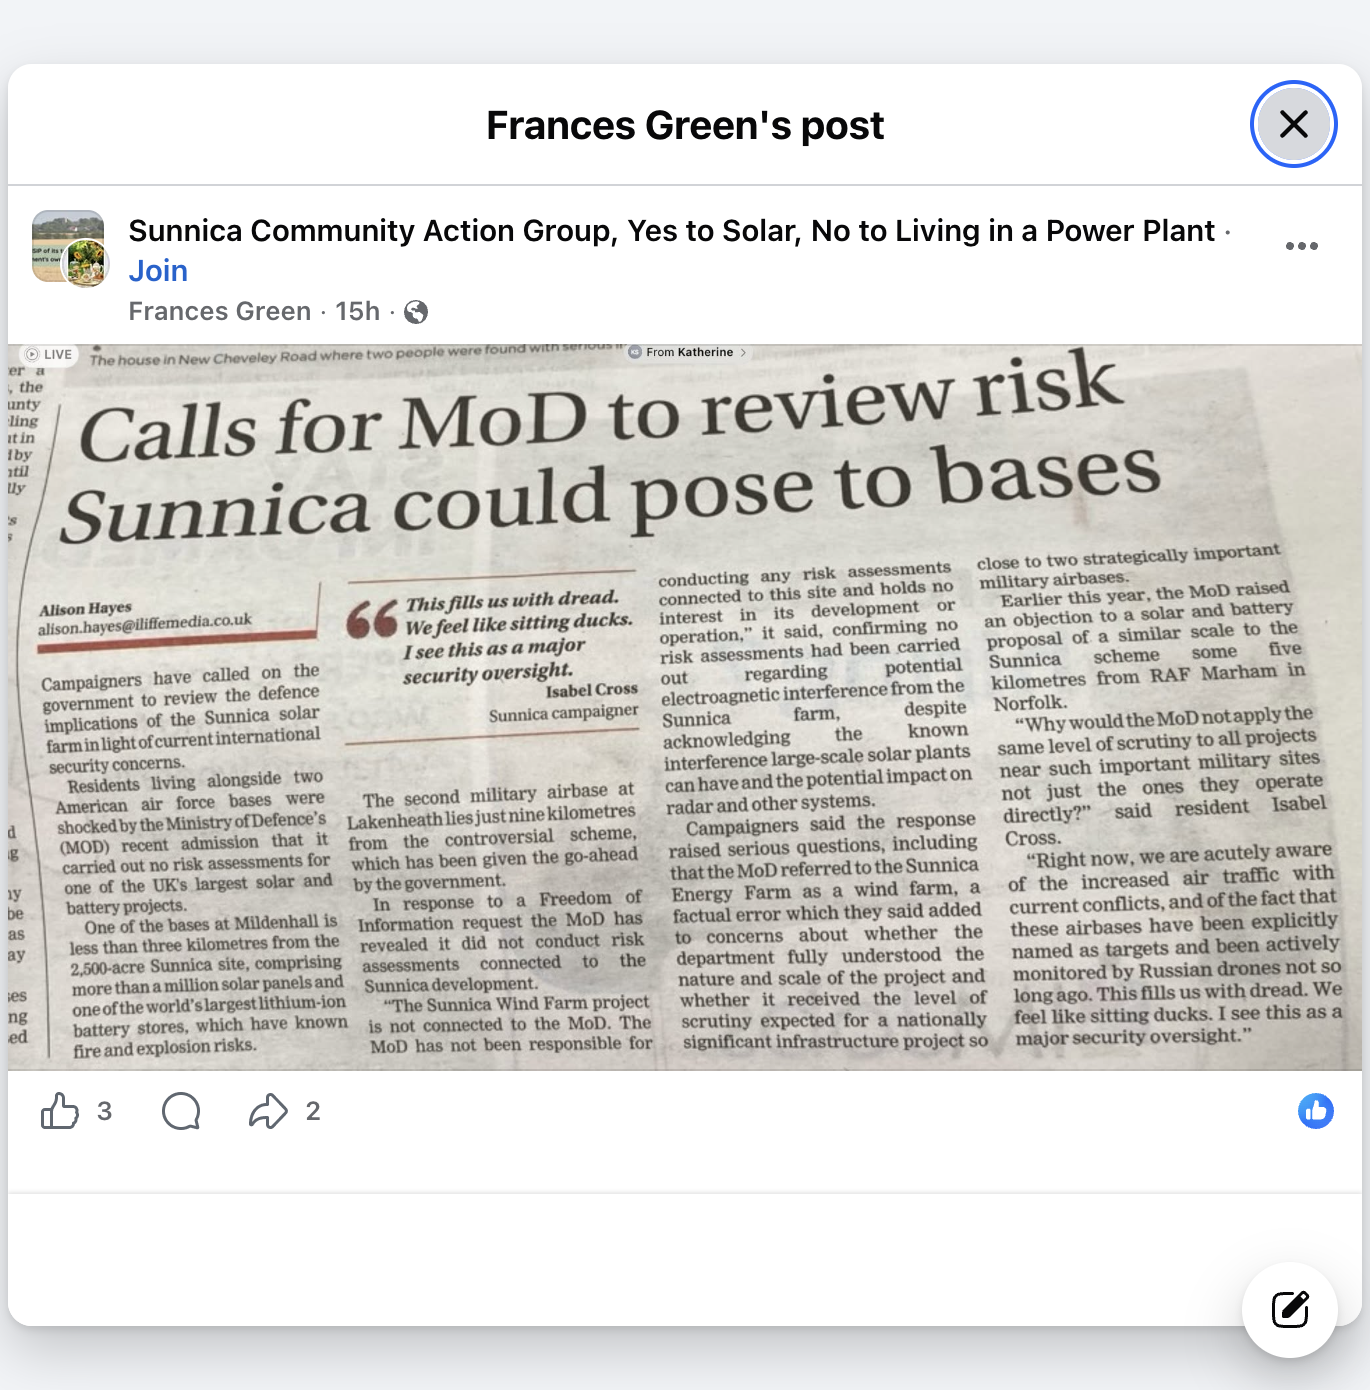 Frances Green's post
Sunnica Community Action Group, Yes to Solar, No to Living in a Power Plant ·
Join
Frances Green · 15h ·
LIVE
The house in New Cheveley Road where two people were found with serious
From Katherine
er a
, the
unty
ling
it in
by
ntil
lly
's
s
d
g
ny
be
as
ay
ses
ng
ed
Calls for MoD to review risk
Sunnica could pose to bases
Alison Hayes
alison.hayes@iliffemedia.co.uk
Campaigners have called on the
government to review the defence
implications of the Sunnica solar
farm in light of current international
security concerns.
Residents living alongside two
American air force bases were
shocked by the Ministry of Defence's
(MOD) recent admission that it
carried out no risk assessments for
one of the UK's largest solar and
battery projects.
One of the bases at Mildenhall is
less than three kilometres from the
2,500-acre Sunnica site, comprising
more than a million solar panels and
one of the world's largest lithium-ion
battery stores, which have known
fire and explosion risks.
“This fills us with dread.
We feel like sitting ducks.
I see this as a major
security oversight.
Isabel Cross
Sunnica campaigner
The second military airbase at
Lakenheath lies just nine kilometres
from the controversial scheme,
which has been given the go-ahead
by the government.
In response to a Freedom of
Information request the MoD has
revealed it did not conduct risk
assessments connected to the
Sunnica development.
“The Sunnica Wind Farm project
is not connected to the MoD. The
MoD has not been responsible for
conducting any risk assessments
connected to this site and holds no
interest in its development or
operation,” it said, confirming no
risk assessments had been carried
out regarding potential
electroagnetic interference from the
Sunnica farm, despite
acknowledging the known
interference large-scale solar plants
can have and the potential impact on
radar and other systems.
Campaigners said the response
raised serious questions, including
that the MoD referred to the Sunnica
Energy Farm as a wind farm, a
factual error which they said added
to concerns about whether the
department fully understood the
nature and scale of the project and
whether it received the level of
scrutiny expected for a nationally
significant infrastructure project so
close to two strategically important
military airbases.
Earlier this year, the MoD raised
an objection to a solar and battery
proposal of a similar scale to the
Sunnica scheme some five
kilometres from RAF Marham in
Norfolk.
“Why would the MoD not apply the
same level of scrutiny to all projects
near such important military sites
not just the ones they operate
directly?” said resident Isabel
Cross.
“Right now, we are acutely aware
of the increased air traffic with
current conflicts, and of the fact that
these airbases have been explicitly
named as targets and been actively
monitored by Russian drones not so
long ago. This fills us with dread. We
feel like sitting ducks. I see this as a
major security oversight.”
3
2